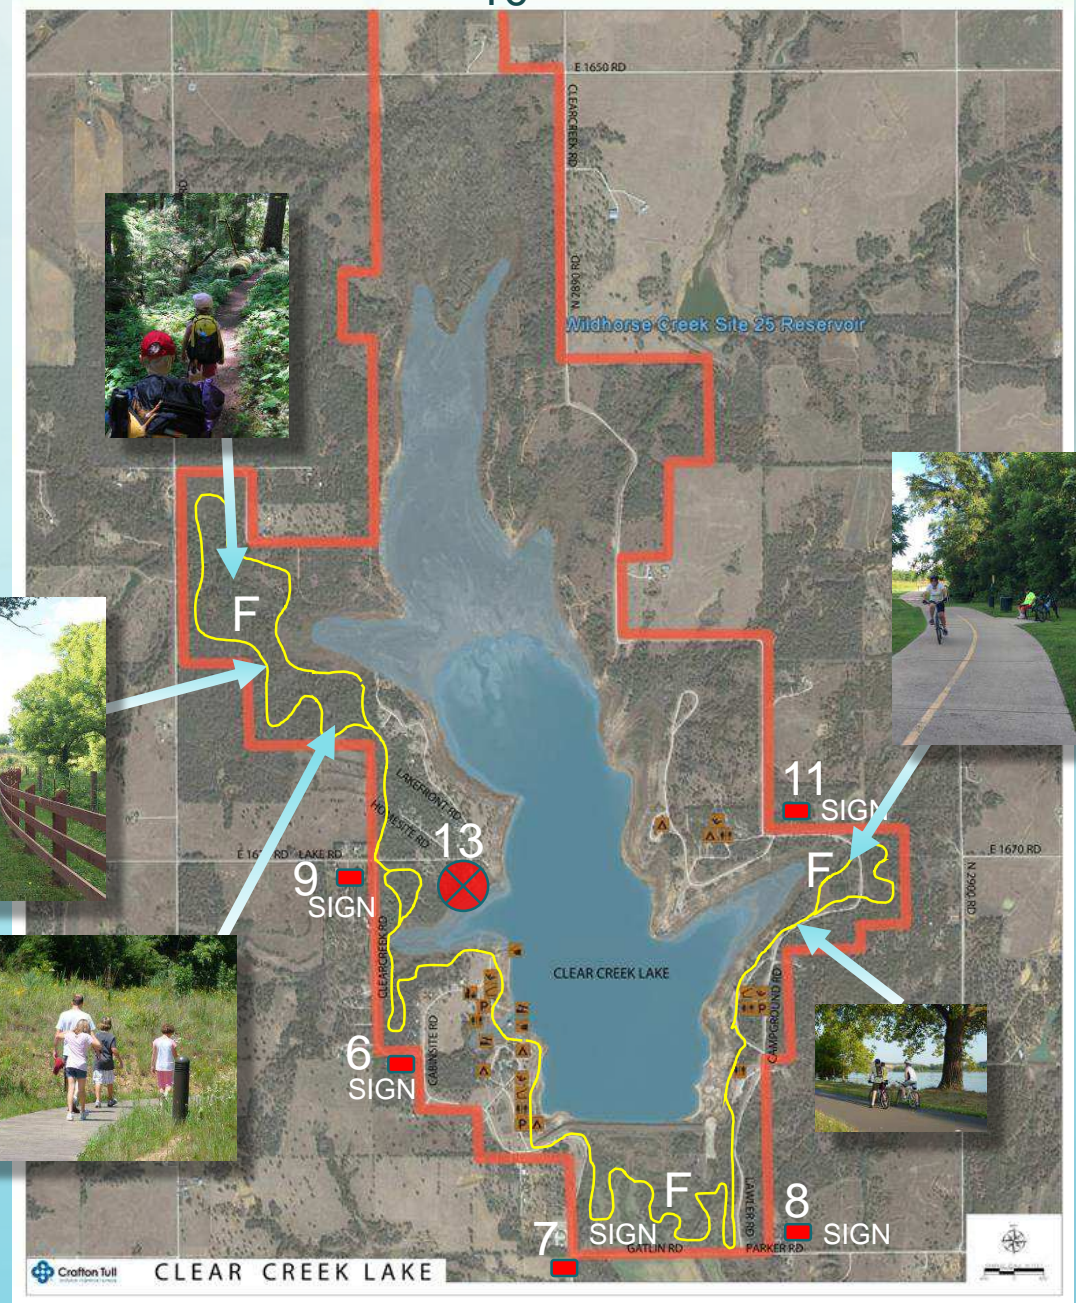 E 1650 RD
CLEARCREEK RD
N 2890 RD
Wildhorse Creek Site 25 Reservoir
F
LAKEFRONT RD
HOMESITE RD
11
SIGN
13
LAKE RD
E 1670 RD
9
SIGN
F
N 2900 RD
CLEARCREEK RD
CLEAR CREEK LAKE
P
P
CAMPGROUND RD
CABINSITE RD
6
SIGN
P
F
LAWLER RD
8
SIGN
7
SIGN
GATLIN RD
PARKER RD
Crafton Tull
CLEAR CREEK LAKE